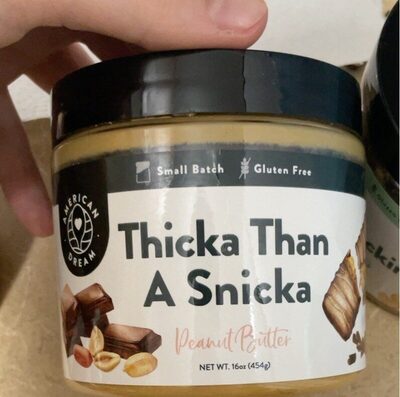 Small Batch
Gluten Free
AMERICAN
DREAM
Thicka Than
A Snicka
Peanut Butter
NET WT. 16oz (454g)